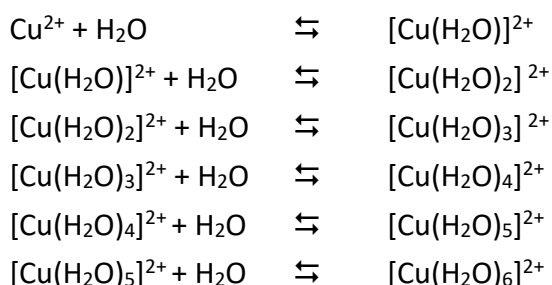 Cu²⁺ + H₂O ⇆ [Cu(H₂O)]²⁺
[Cu(H₂O)]²⁺ + H₂O ⇆ [Cu(H₂O)₂] ²⁺
[Cu(H₂O)₂]²⁺ + H₂O ⇆ [Cu(H₂O)₃] ²⁺
[Cu(H₂O)₃]²⁺ + H₂O ⇆ [Cu(H₂O)₄]²⁺
[Cu(H₂O)₄]²⁺ + H₂O ⇆ [Cu(H₂O)₅]²⁺
[Cu(H₂O)₅]²⁺ + H₂O ⇆ [Cu(H₂O)₆]²⁺